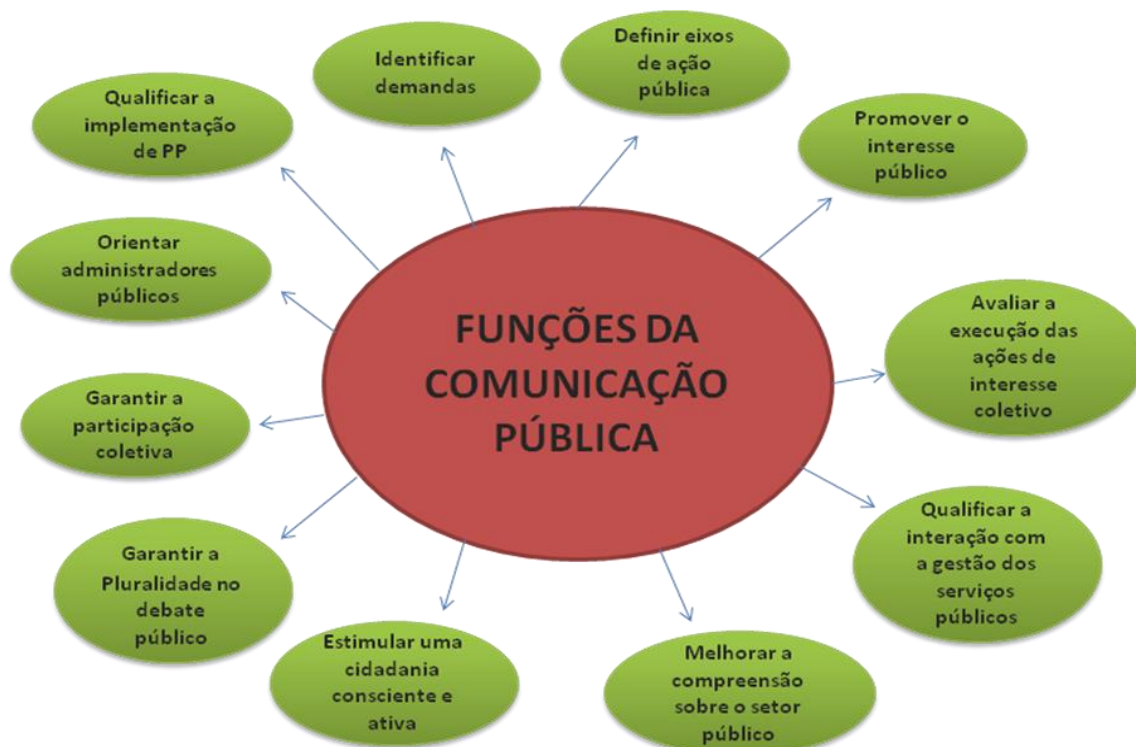 FUNÇÕES DA
COMUNICAÇÃO
PÚBLICA
Identificar
demandas
Definir eixos
de ação
pública
Promover o
interesse
público
Avaliar a
execução das
ações de
interesse
coletivo
Qualificar a
interação com
a gestão dos
serviços
públicos
Melhorar a
compreensão
sobre o setor
público
Estimular uma
cidadania
consciente e
ativa
Garantir a
Pluralidade no
debate
público
Garantir a
participação
coletiva
Orientar
administradores
públicos
Qualificar a
implementação
de PP